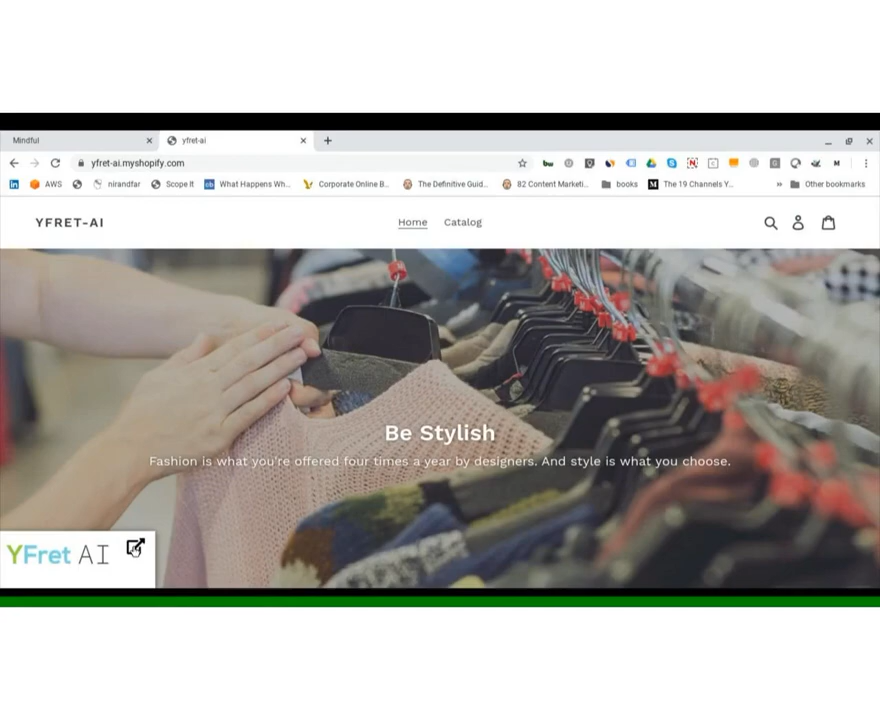 Mindful
yfret-ai
yfret-ai.myshopify.com
AWS
nirandfar
Scope It
What Happens Wh...
Corporate Online B...
The Definitive Guid...
82 Content Marketi...
books
The 19 Channels Y...
Other bookmarks
YFRET-AI
Home
Catalog
Be Stylish
Fashion is what you're offered four times a year by designers. And style is what you choose.
YFret AI